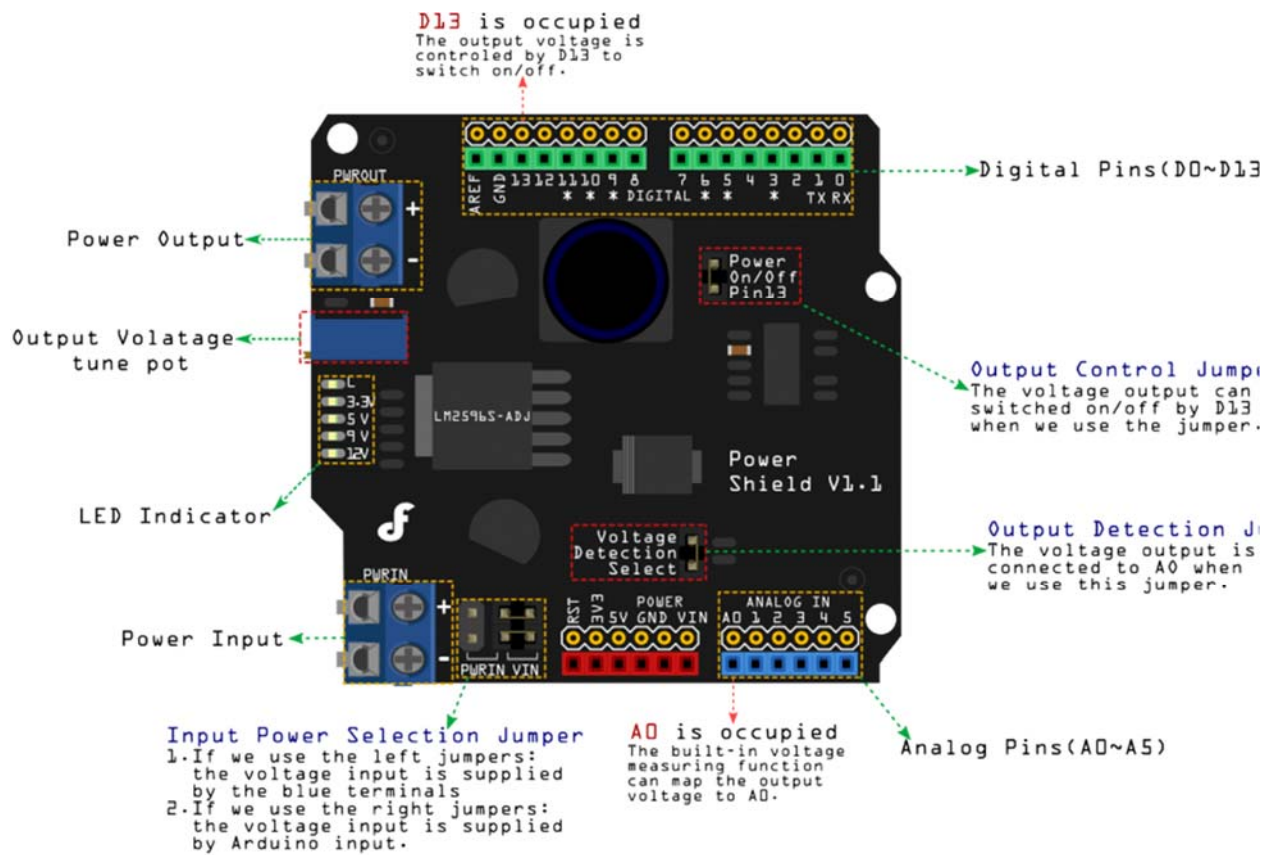 D13 is occupied
The output voltage is
controled by D13 to
switch on/off.
PWROUT
+
-
AREF GND 13 12 11 10 9 8 7 6 5 4 3 2 1 0
* * * DIGITAL * * * TX RX
Digital Pins(D0~D13
Power Output
Power
On/Off
Pin13
Output Volatage
tune pot
L
3.3V
5V
9V
12V
LM2596S-ADJ
Output Control Jumpe
The voltage output can
switched on/off by D13
when we use the jumper.
Power
Shield V1.1
LED Indicator
Voltage
Detection
Select
Output Detection Ju
The voltage output is
connected to A0 when
we use this jumper.
PWRIN
+
-
Power Input
PWRIN VIN
POWER
RST 3V3 5V GND VIN
ANALOG IN
A0 1 2 3 4 5
Input Power Selection Jumper
1.If we use the left jumpers:
the voltage input is supplied
by the blue terminals
2.If we use the right jumpers:
the voltage input is supplied
by Arduino input.
A0 is occupied
The built-in voltage
measuring function
can map the output
voltage to A0.
Analog Pins(A0~A5)